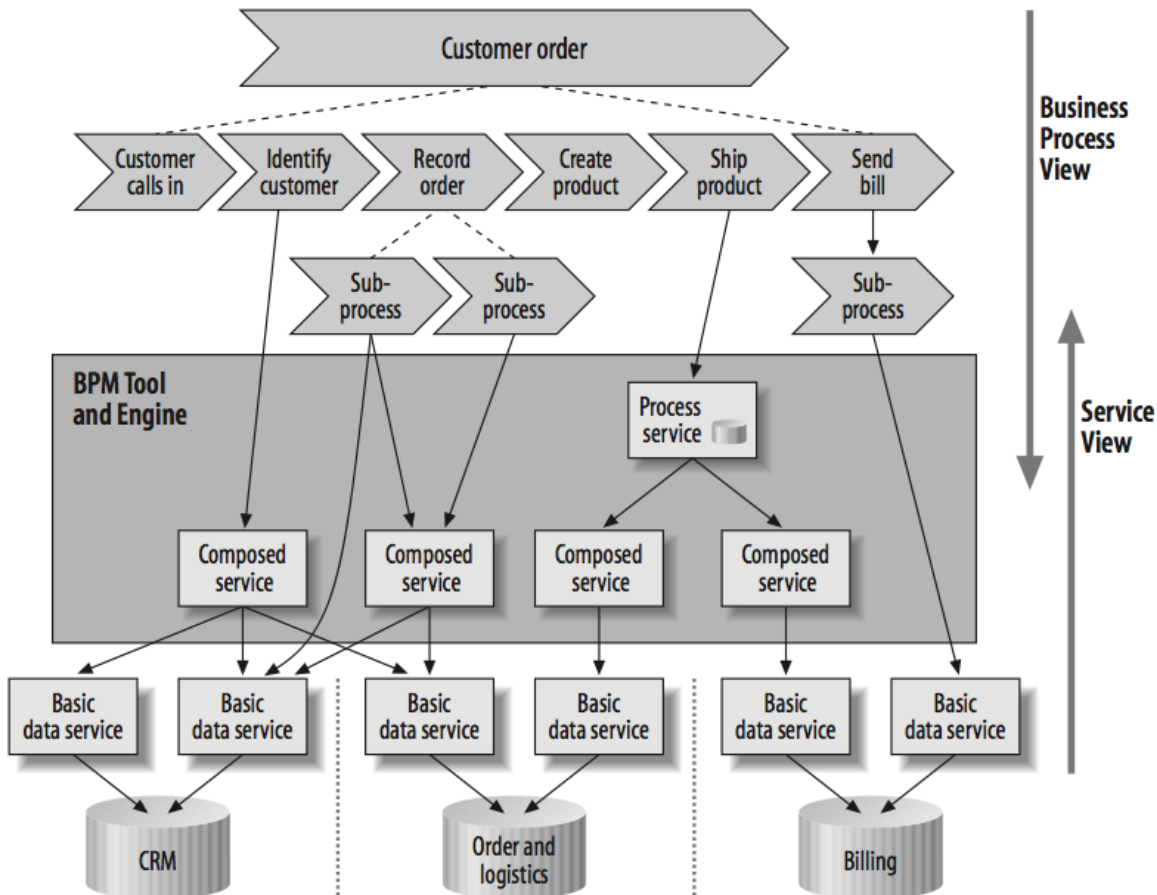 Customer order
Business
Process
View
Customer
calls in
Identify
customer
Record
order
Create
product
Ship
product
Send
bill
Sub-
process
Sub-
process
Sub-
process
BPM Tool
and Engine
Process
service
Service
View
Composed
service
Composed
service
Composed
service
Composed
service
Basic
data service
Basic
data service
Basic
data service
Basic
data service
Basic
data service
Basic
data service
CRM
Order and
logistics
Billing